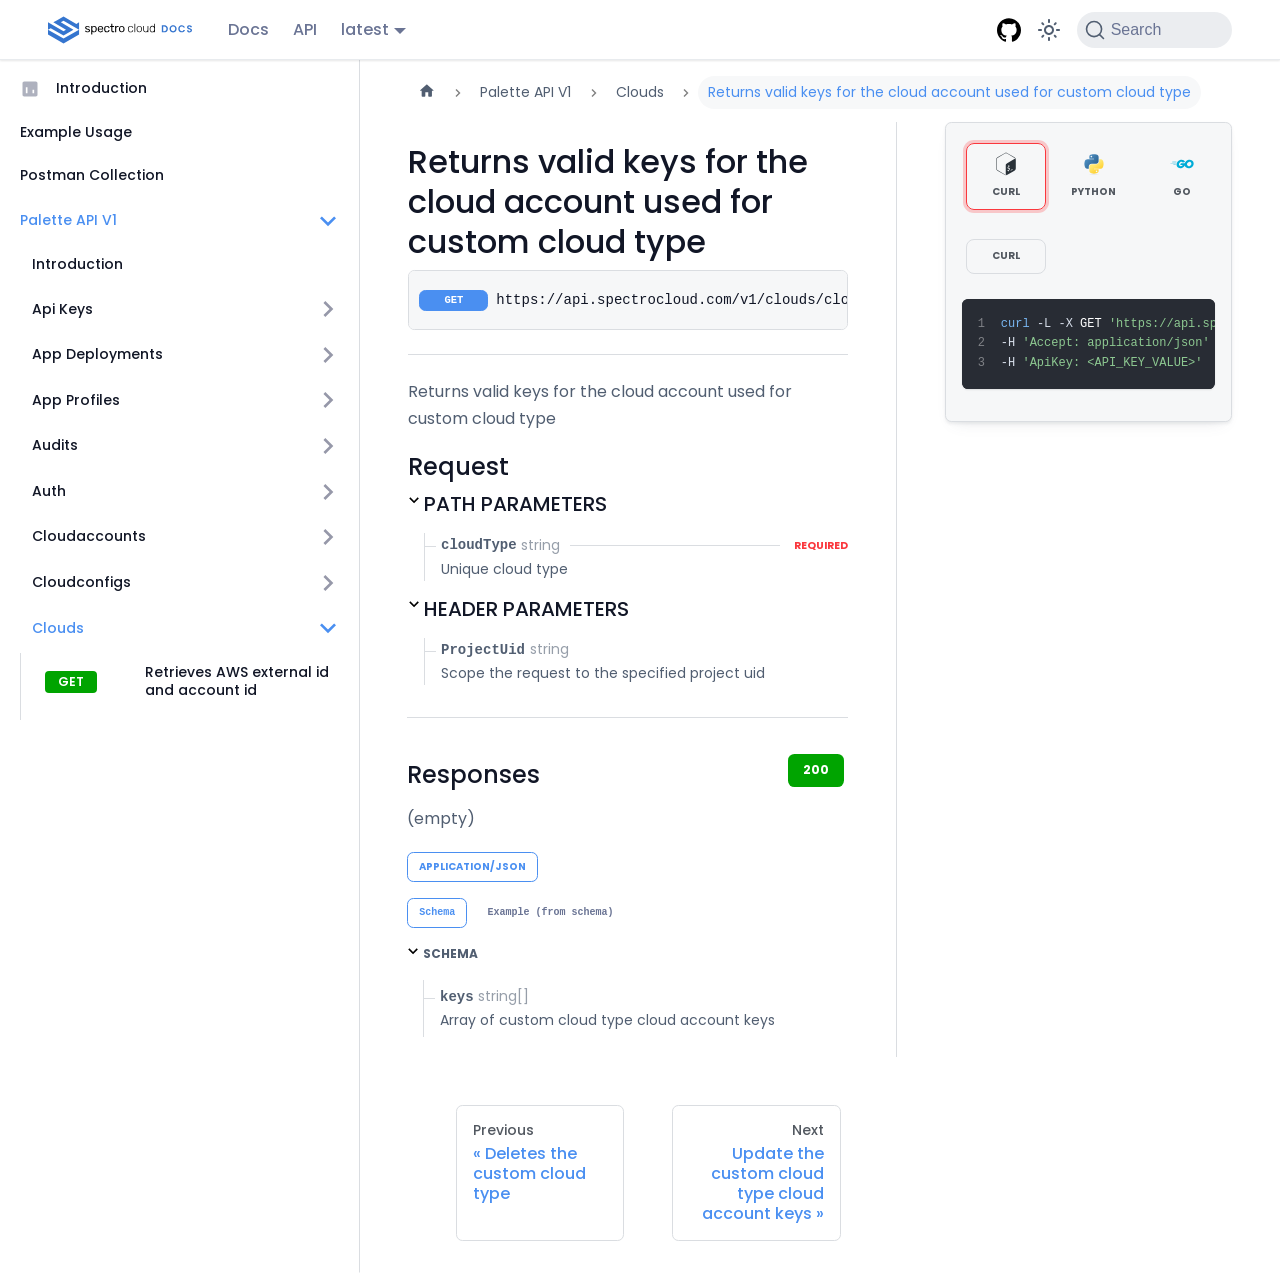 spectro cloud DOCS
Docs
API
latest
Search
Introduction
Example Usage
Postman Collection
Palette API V1
Introduction
Api Keys
App Deployments
App Profiles
Audits
Auth
Cloudaccounts
Cloudconfigs
Clouds
GET
Retrieves AWS external id
and account id
Palette API V1
Clouds
Returns valid keys for the cloud account used for custom cloud type
Returns valid keys for the
cloud account used for
custom cloud type
GET https://api.spectrocloud.com/v1/clouds/clo
Returns valid keys for the cloud account used for
custom cloud type
Request
PATH PARAMETERS
cloudType string REQUIRED
Unique cloud type
HEADER PARAMETERS
ProjectUid string
Scope the request to the specified project uid
Responses
200
(empty)
APPLICATION/JSON
Schema
Example (from schema)
SCHEMA
keys string[]
Array of custom cloud type cloud account keys
CURL
PYTHON
GO
GO
CURL
1 curl -L -X GET 'https://api.sp
2 -H 'Accept: application/json'
3 -H 'ApiKey: <API_KEY_VALUE>'
Previous
« Deletes the
custom cloud
type
Next
Update the
custom cloud
type cloud
account keys »